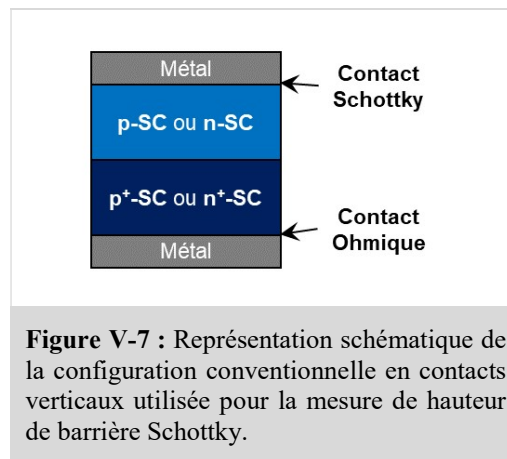 Métal
Contact
Schottky
p-SC ou n-SC
p⁺-SC ou n⁺-SC
Contact
Ohmique
Métal
Figure V-7 : Représentation schématique de
la configuration conventionnelle en contacts
verticaux utilisée pour la mesure de hauteur
de barrière Schottky.